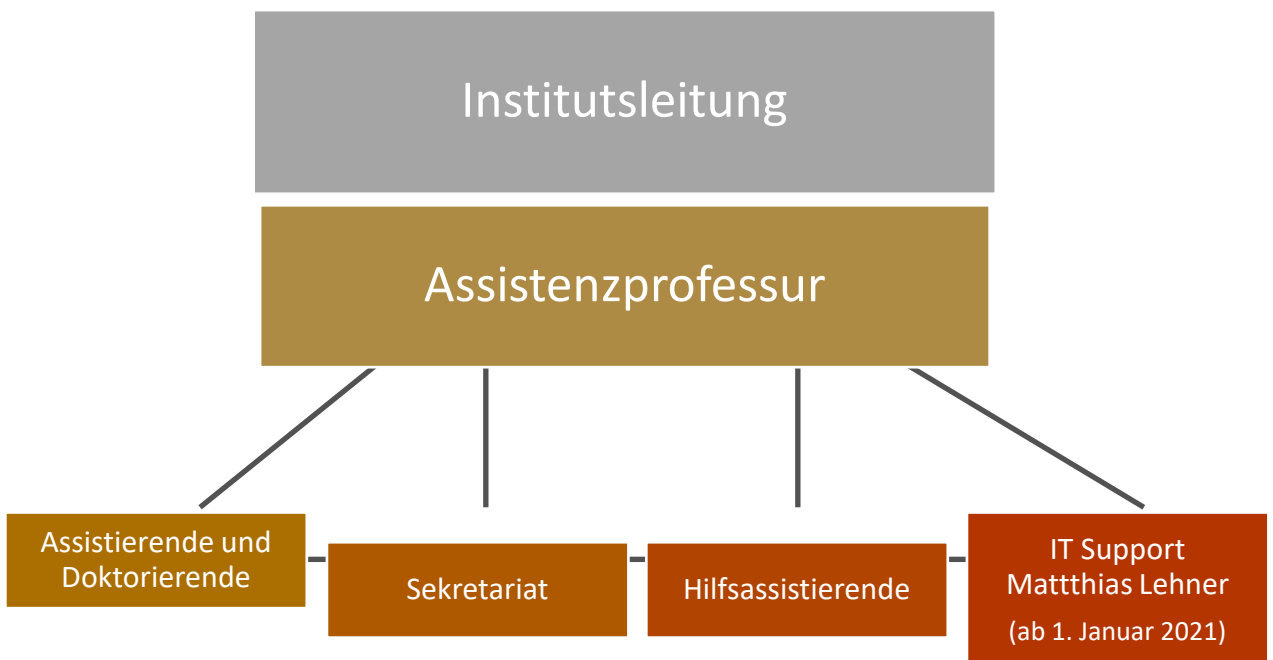 Institutsleitung
Assistenzprofessur
Assistierende und
Doktorierende
Sekretariat
Hilfsassistierende
IT Support
Mattthias Lehner
(ab 1. Januar 2021)